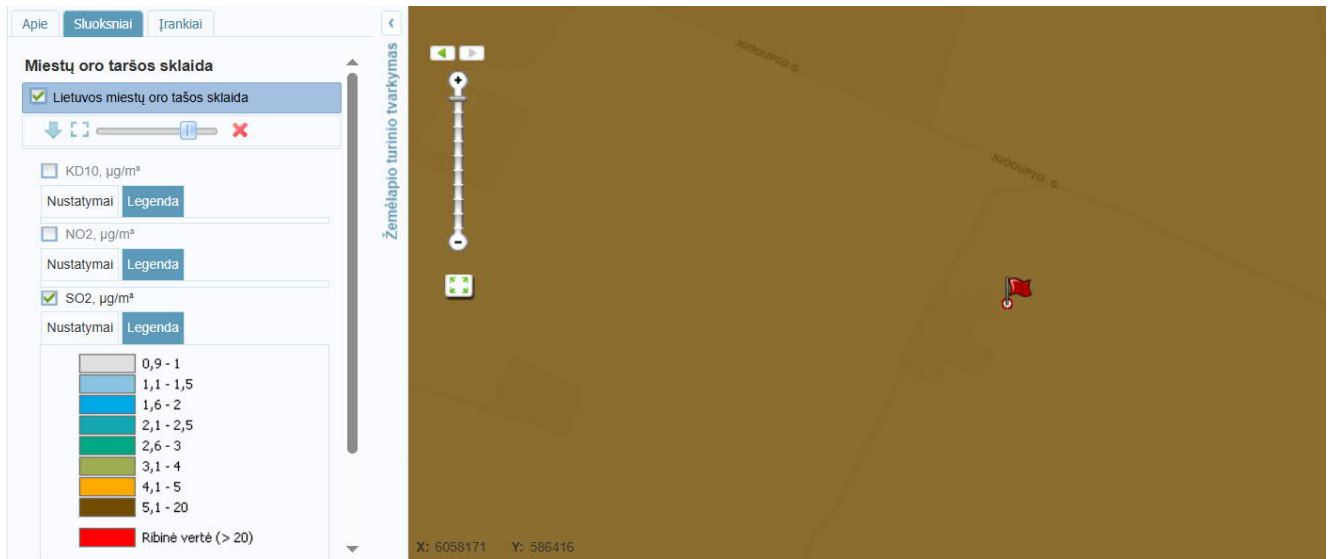 Apie Sluoksniai Įrankiai
Miestų oro taršos sklaida
Lietuvos miestų oro tašos sklaida
KD10, µg/m³
Nustatymai Legenda
NO2, µg/m³
Nustatymai Legenda
SO2, µg/m³
Nustatymai Legenda
0,9 - 1
1,1 - 1,5
1,6 - 2
2,1 - 2,5
2,6 - 3
3,1 - 4
4,1 - 5
5,1 - 20
Ribinė vertė (> 20)
Žemėlapio turinio tvarkymas
JUODUPIO G.
JUODUPIO G.
X: 6058171 Y: 586416